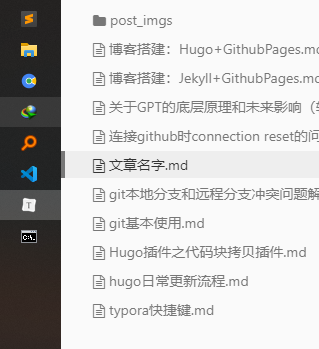 post_imgs
博客搭建：Hugo+GithubPages.md
博客搭建：Jekyll+GithubPages.m
关于GPT的底层原理和未来影响（
连接github时connection reset的问
文章名字.md
git本地分支和远程分支冲突问题解
git基本使用.md
Hugo插件之代码块拷贝插件.md
hugo日常更新流程.md
typora快捷键.md
T
C:\.